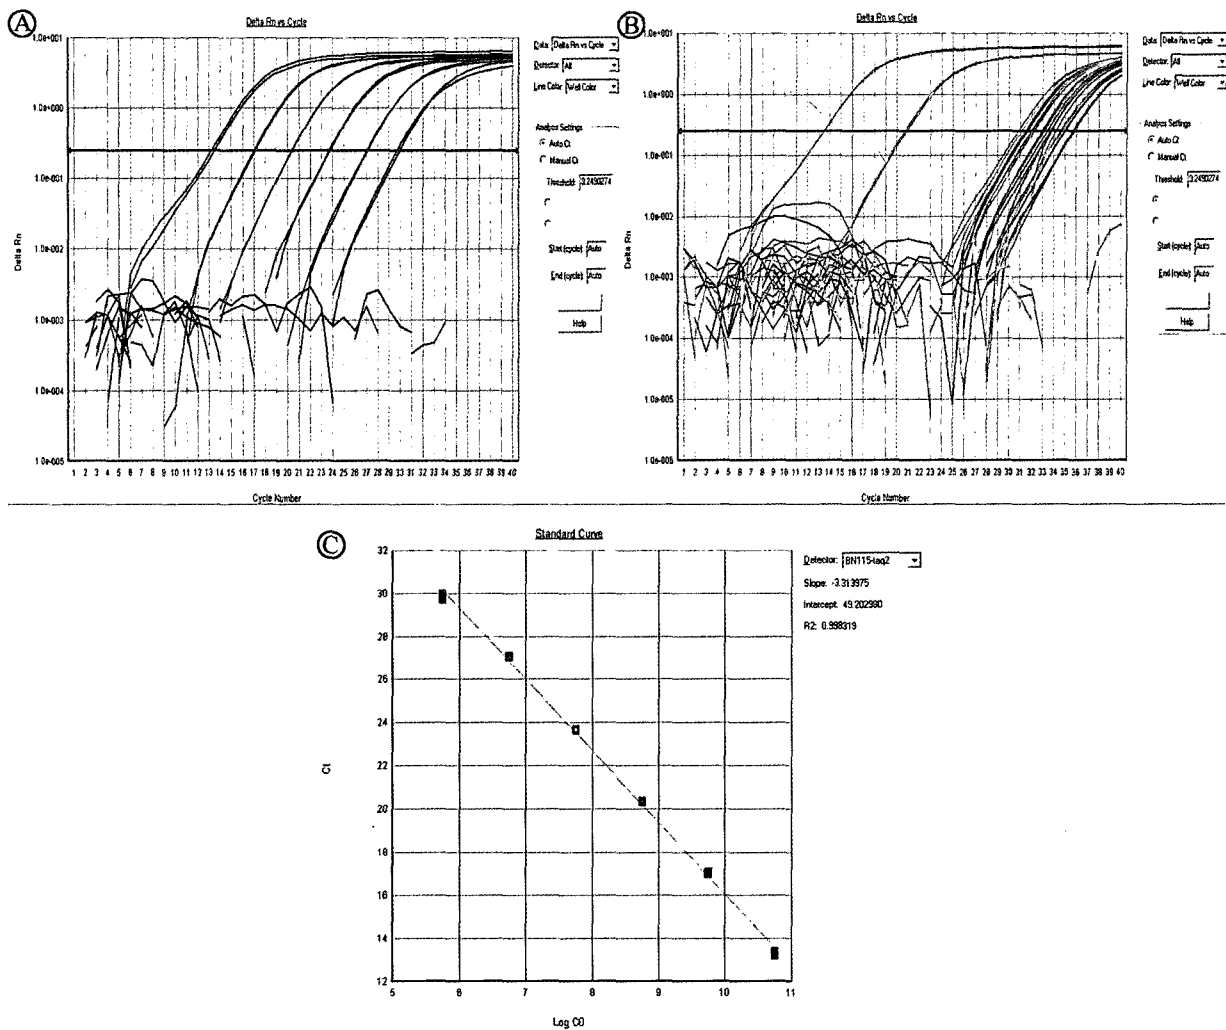 A
Delta Rn vs Cycle
1.0e+001
1.0e+000
1.0e-001
1.0e-002
1.0e-003
1.0e-004
1.0e-005
Delta Rn
1 2 3 4 5 6 7 8 9 10 11 12 13 14 15 16 17 18 19 20 21 22 23 24 25 26 27 28 29 30 31 32 33 34 35 36 37 38 39 40
Cycle Number
Data: Delta Rn vs Cycle
Detector: All
Line Color: Well Color
Analysis Settings
Auto Ct
Manual Ct
Threshold:
Start (cycle): Auto
End (cycle): Auto
Help
B
Delta Rn vs Cycle
1.0e+001
1.0e+000
1.0e-001
1.0e-002
1.0e-003
1.0e-004
1.0e-005
1.0e-006
Delta Rn
1 2 3 4 5 6 7 8 9 10 11 12 13 14 15 16 17 18 19 20 21 22 23 24 25 26 27 28 29 30 31 32 33 34 35 36 37 38 39 40
Cycle Number
Data: Delta Rn vs Cycle
Detector: All
Line Color: Well Color
Analysis Settings
Auto Ct
Manual Ct
Threshold:
Start (cycle): Auto
End (cycle): Auto
Help
C
Standard Curve
32
30
28
26
24
22
20
18
16
14
12
Ct
5 6 7 8 9 10 11
Log C0
Detector: BN115-taq2
Slope: -3.313975
Intercept: 49.202980
R2: 0.998319